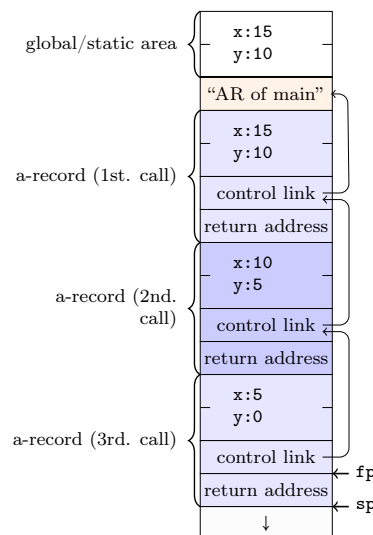 global/static area
x:15
y:10
“AR of main”
a-record (1st. call)
x:15
y:10
control link
return address
a-record (2nd.
call)
x:10
y:5
control link
return address
a-record (3rd. call)
x:5
y:0
control link
fp
return address
sp
↓